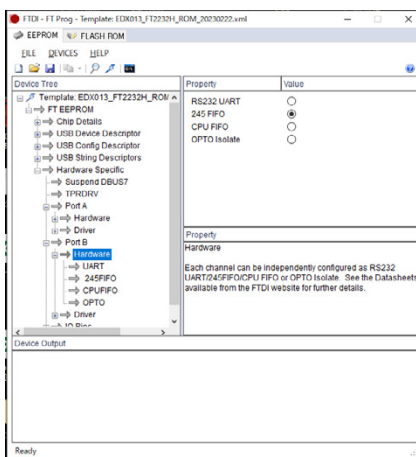 FTDI - FT Prog - Template: EDX013_FT2232H_ROM_20230222.xml
EEPROM
FLASH ROM
FILE DEVICES HELP
Device Tree
Template: EDX013_FT2232H_ROM
FT EEPROM
Chip Details
USB Device Descriptor
USB Config Descriptor
USB String Descriptors
Hardware Specific
Suspend DBUS7
TPRDRV
Port A
Hardware
Driver
Port B
Hardware
UART
245FIFO
CPUFIFO
OPTO
Driver
IO Pins
Property Value
RS232 UART
245 FIFO
CPU FIFO
OPTO Isolate
Property
Hardware
Each channel can be independently configured as RS232
UART/245FIFO/CPU FIFO or OPTO Isolate. See the Datasheets
available from the FTDI website for further details.
Device Output
Ready